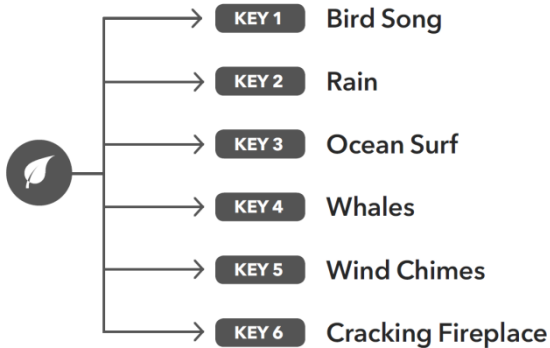 KEY 1 Bird Song
KEY 2 Rain
KEY 3 Ocean Surf
KEY 4 Whales
KEY 5 Wind Chimes
KEY 6 Cracking Fireplace